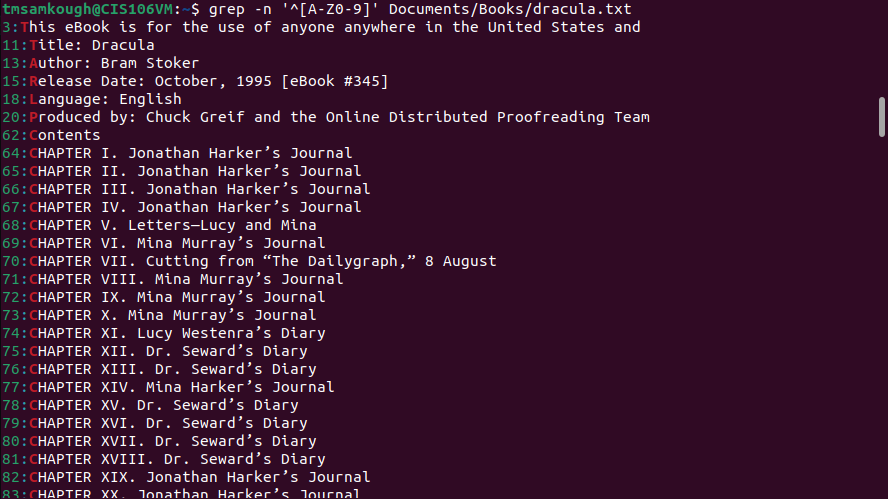 tmsamkough@CIS106VM:~$ grep -n '^[A-Z0-9]' Documents/Books/dracula.txt
3:This eBook is for the use of anyone anywhere in the United States and
11:Title: Dracula
13:Author: Bram Stoker
15:Release Date: October, 1995 [eBook #345]
18:Language: English
20:Produced by: Chuck Greif and the Online Distributed Proofreading Team
62:Contents
64:CHAPTER I. Jonathan Harker’s Journal
65:CHAPTER II. Jonathan Harker’s Journal
66:CHAPTER III. Jonathan Harker’s Journal
67:CHAPTER IV. Jonathan Harker’s Journal
68:CHAPTER V. Letters—Lucy and Mina
69:CHAPTER VI. Mina Murray’s Journal
70:CHAPTER VII. Cutting from “The Dailygraph,” 8 August
71:CHAPTER VIII. Mina Murray’s Journal
72:CHAPTER IX. Mina Murray’s Journal
73:CHAPTER X. Mina Murray’s Journal
74:CHAPTER XI. Lucy Westenra’s Diary
75:CHAPTER XII. Dr. Seward’s Diary
76:CHAPTER XIII. Dr. Seward’s Diary
77:CHAPTER XIV. Mina Harker’s Journal
78:CHAPTER XV. Dr. Seward’s Diary
79:CHAPTER XVI. Dr. Seward’s Diary
80:CHAPTER XVII. Dr. Seward’s Diary
81:CHAPTER XVIII. Dr. Seward’s Diary
82:CHAPTER XIX. Jonathan Harker’s Journal
83:CHAPTER XX. Jonathan Harker’s Journal